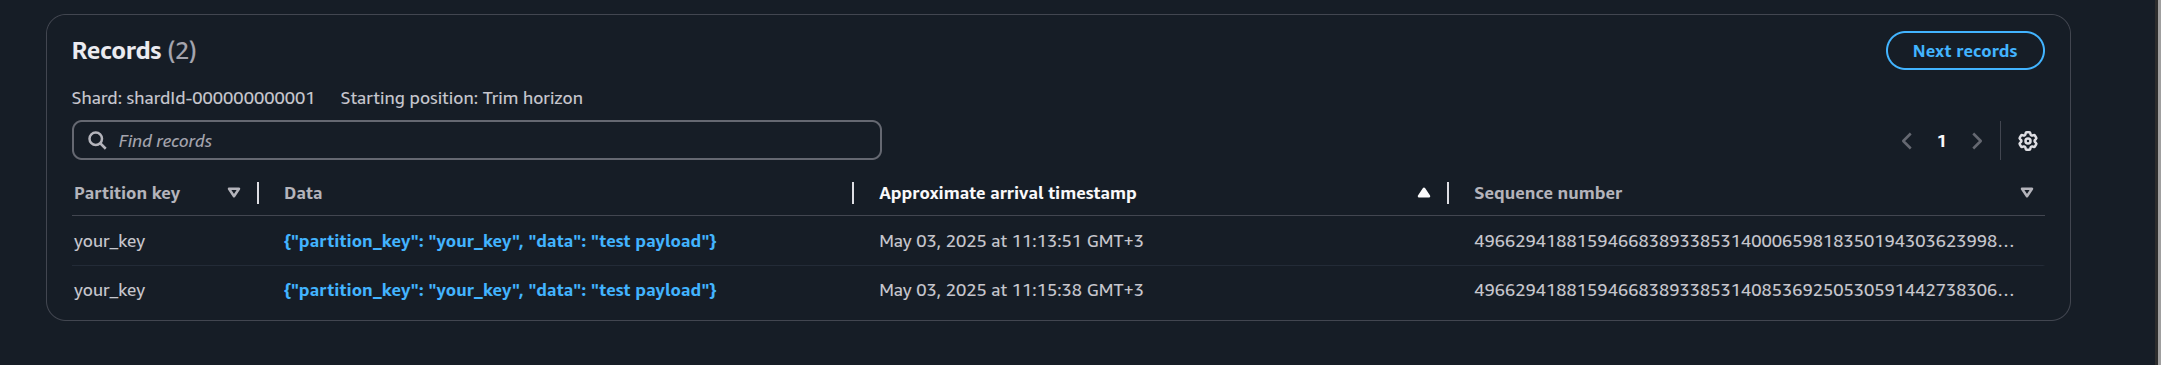 Records (2)
Next records
Shard: shardId-000000000001 Starting position: Trim horizon
Find records
1
Partition key Data Approximate arrival timestamp Sequence number
your_key {"partition_key": "your_key", "data": "test payload"} May 03, 2025 at 11:13:51 GMT+3 49662941881594668389338531400065981835019430362399​8...
your_key {"partition_key": "your_key", "data": "test payload"} May 03, 2025 at 11:15:38 GMT+3 496629418815946683893385314085369250530591442738306...